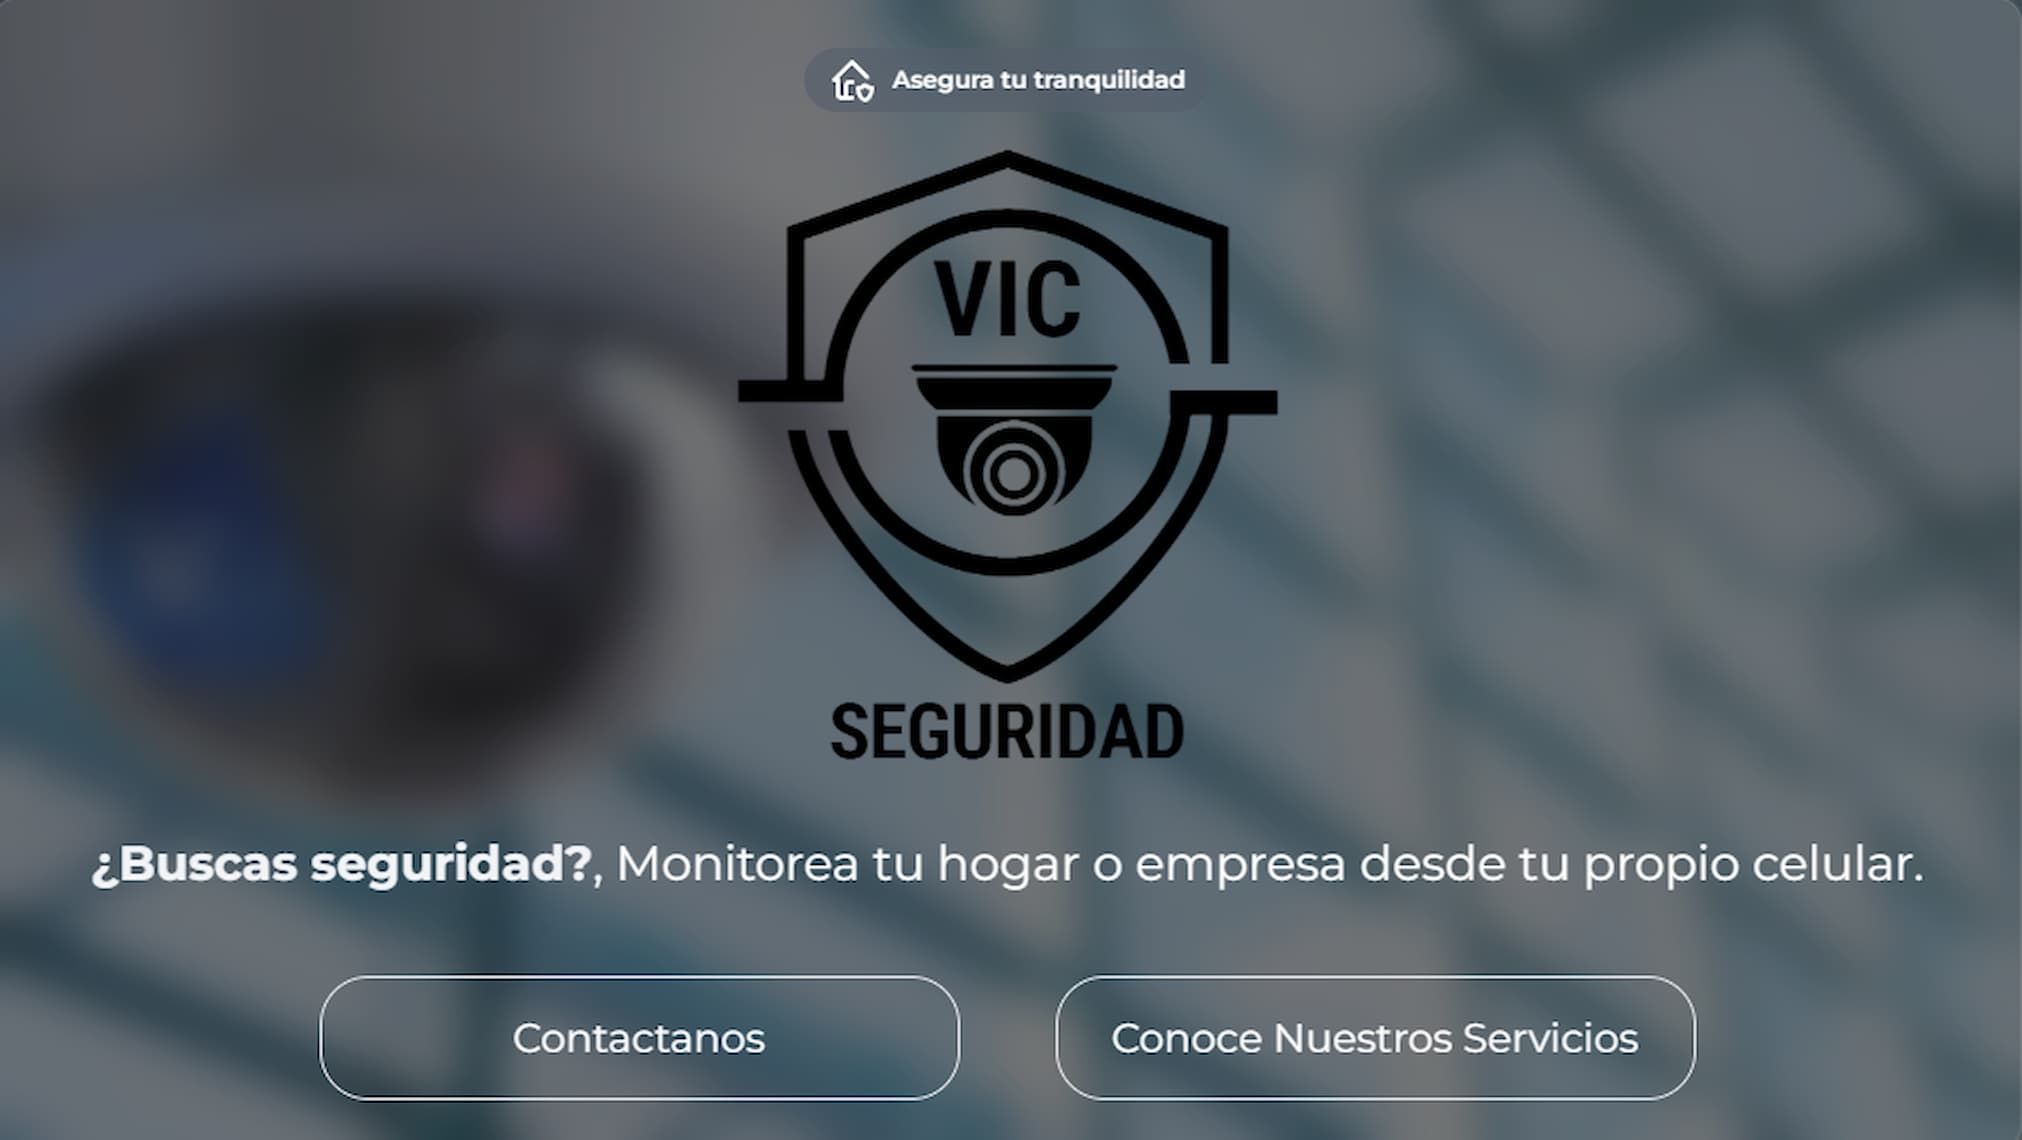 Asegura tu tranquilidad
VIC
SEGURIDAD
¿Buscas seguridad?, Monitorea tu hogar o empresa desde tu propio celular.
Contactanos
Conoce Nuestros Servicios